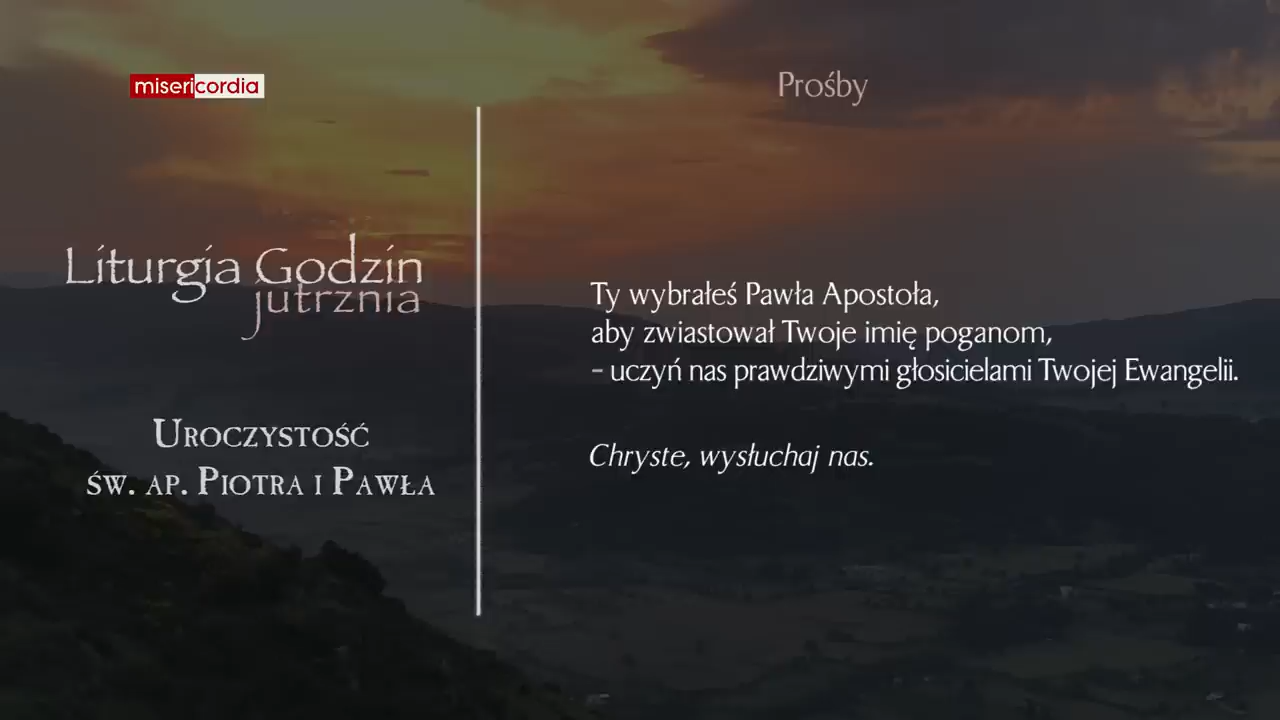 misericordia
Prośby
Liturgia Godzin
jutrznia
Uroczystość
św. ap. Piotra i Pawła
Ty wybrałeś Pawła Apostoła,
aby zwiastował Twoje imię poganom,
- uczyń nas prawdziwymi głosicielami Twojej Ewangelii.
Chryste, wysłuchaj nas.